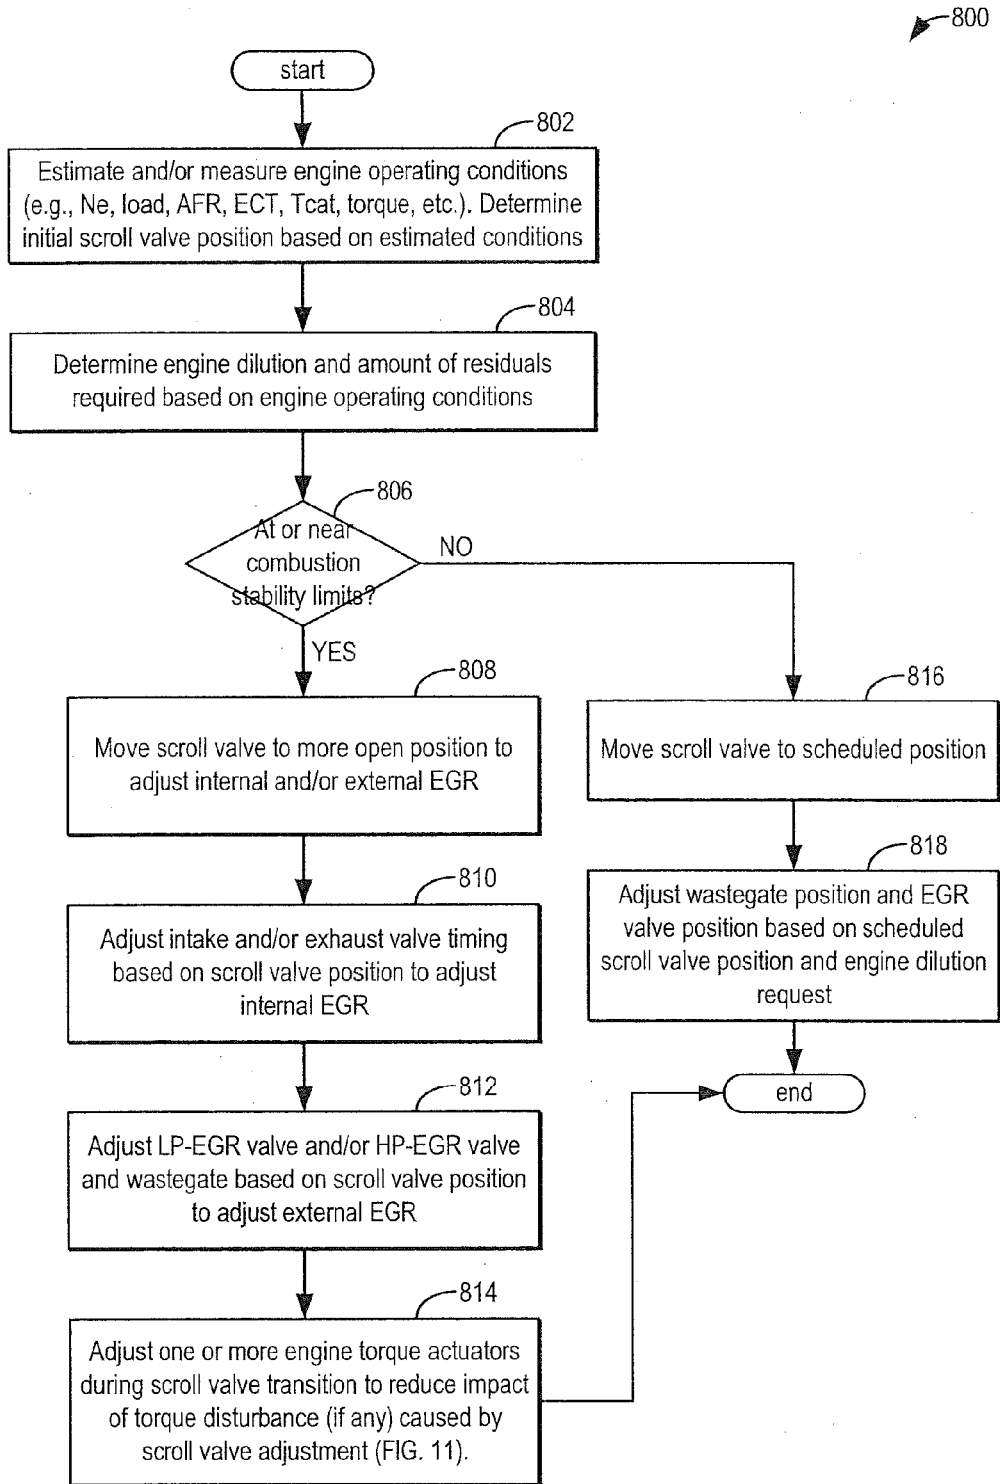 800
start
802
Estimate and/or measure engine operating conditions
(e.g., Ne, load, AFR, ECT, Tcat, torque, etc.). Determine
initial scroll valve position based on estimated conditions
804
Determine engine dilution and amount of residuals
required based on engine operating conditions
806
At or near
combustion
stability limits?
NO
YES
808
Move scroll valve to more open position to
adjust internal and/or external EGR
810
Adjust intake and/or exhaust valve timing
based on scroll valve position to adjust
internal EGR
812
Adjust LP-EGR valve and/or HP-EGR valve
and wastegate based on scroll valve position
to adjust external EGR
814
Adjust one or more engine torque actuators
during scroll valve transition to reduce impact
of torque disturbance (if any) caused by
scroll valve adjustment (FIG. 11).
816
Move scroll valve to scheduled position
818
Adjust wastegate position and EGR
valve position based on scheduled
scroll valve position and engine dilution
request
end